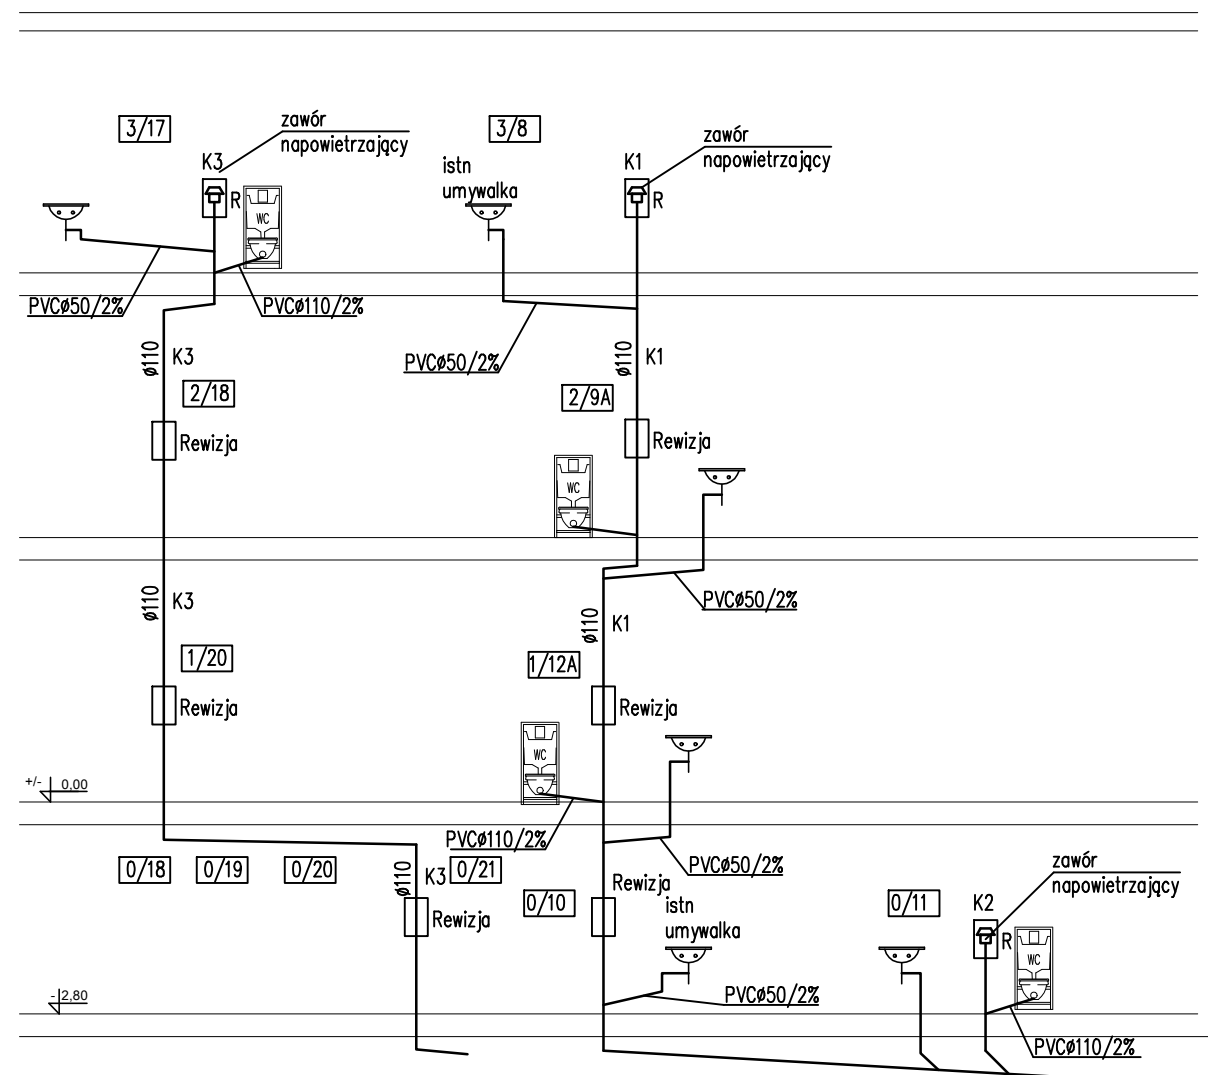 3/17
K3
zawór
napowietrzający
R
WC
3/8
istn
umywalka
K1
zawór
napowietrzający
R
PVCø50/2%
PVCø110/2%
PVCø50/2%
ø110
K3
ø110
K1
2/18
2/9A
Rewizja
Rewizja
WC
ø110
K3
PVCø50/2%
ø110
K1
1/20
1/12A
Rewizja
Rewizja
WC
+/- 0,00
PVCø110/2%
PVCø50/2%
0/18
0/19
0/20
ø110
K3
0/21
Rewizja
0/10
istn
umywalka
Rewizja
zawór
napowietrzający
0/11
K2
R
WC
- 2,80
PVCø50/2%
PVCø110/2%